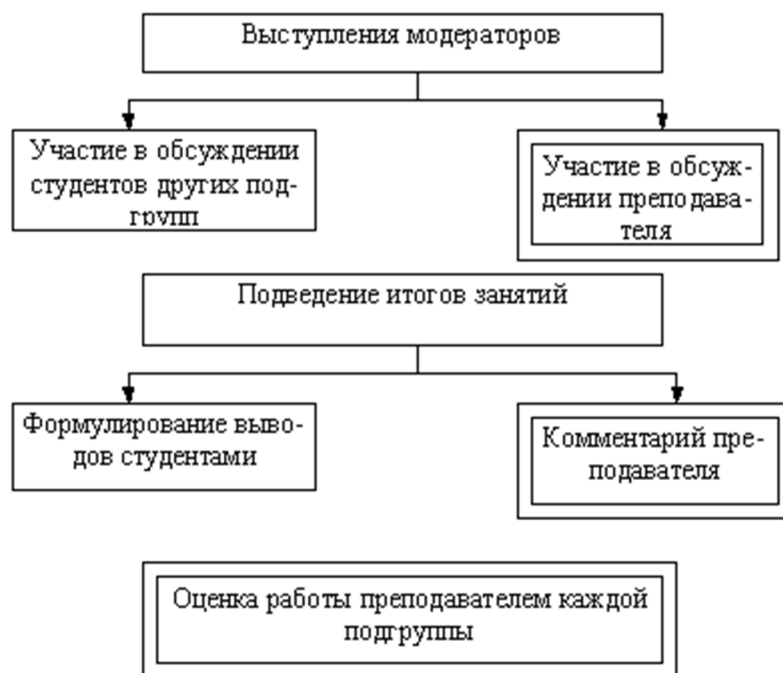 Выступления модераторов
Участие в обсуждении
студентов других под-
групп
Участие в обсуж-
дении преподава-
теля
Подведение итогов занятий
Формулирование выво-
дов студентами
Комментарий пре-
подавателя
Оценка работы преподавателем каждой
подгруппы